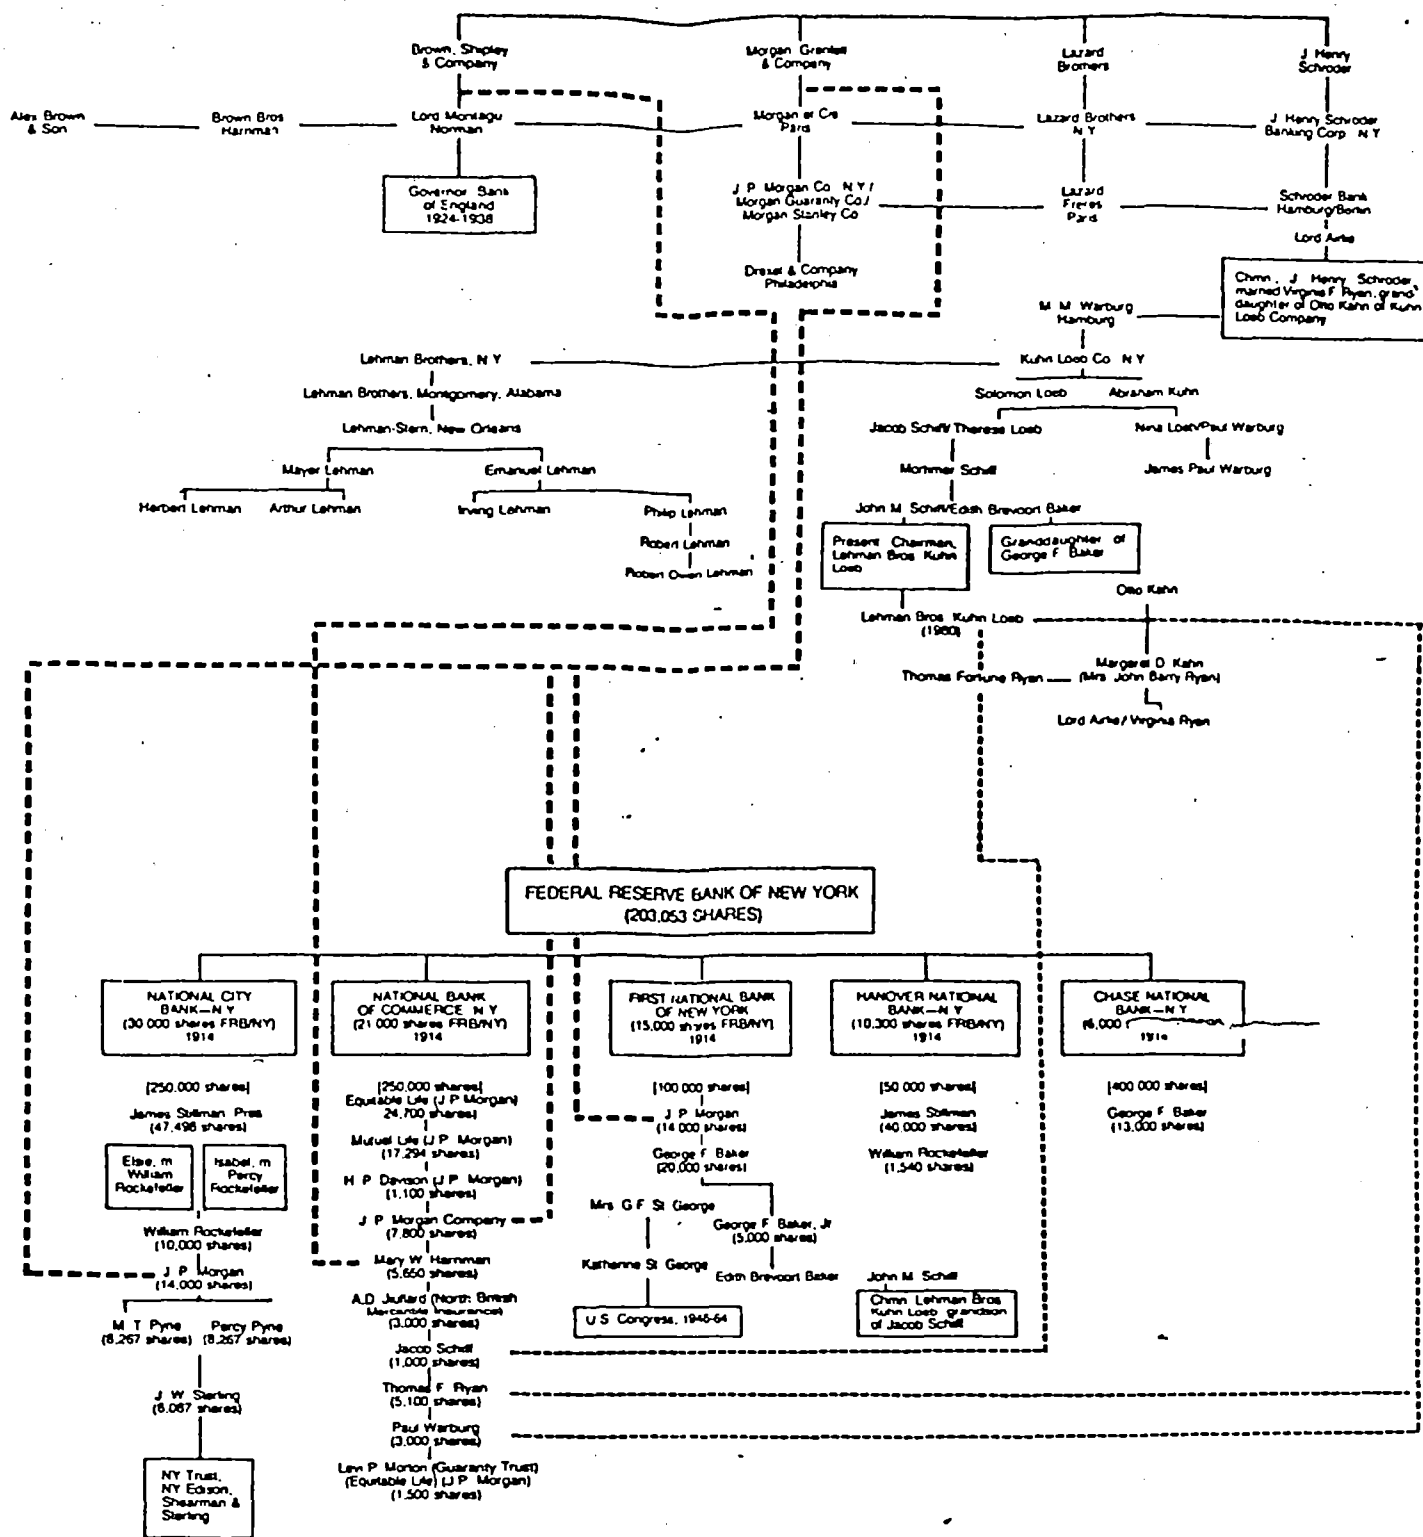 Brown, Shipley
& Company
Morgan Grenfell
& Company
Lazard
Brothers
J. Henry
Schroder
Alex Brown
& Son
Brown Bros
Harriman
Lord Montagu
Norman
Morgan et Cie
Paris
Lazard Brothers
N Y
J Henry Schroder
Banking Corp N Y
Governor Bank
of England
1924-1938
J. P. Morgan Co N Y /
Morgan Guaranty Co /
Morgan Stanley Co
Lazard
Freres
Paris
Schroder Bank
Hamburg/Berlin
Lord Airlie
Drexel & Company
Philadelphia
Chmn, J Henry Schroder,
married Virginia F Ryan, grand-
daughter of Otto Kahn of Kuhn
Loeb Company
M M Warburg
Hamburg
Lehman Brothers, N Y
Kuhn Loeb Co N Y
Lehman Brothers, Montgomery, Alabama
Solomon Loeb
Abraham Kuhn
Lehman-Stern, New Orleans
Jacob Schiff/Therese Loeb
Nina Loeb/Paul Warburg
Mayer Lehman
Emanuel Lehman
Mortimer Schiff
James Paul Warburg
Herbert Lehman
Arthur Lehman
Irving Lehman
Philip Lehman
John M Schiff/Edith Brevoort Baker
Robert Lehman
Robert Owen Lehman
Present Chairman,
Lehman Bros Kuhn
Loeb
Granddaughter of
George F Baker
Otto Kahn
Lehman Bros Kuhn Loeb
(1980)
Thomas Fortune Ryan
Margaret D Kahn
(Mrs John Barry Ryan)
Lord Airlie/Virginia Ryan
FEDERAL RESERVE BANK OF NEW YORK
(203,053 SHARES)
NATIONAL CITY
BANK—N Y
(30 000 shares FRB/NY)
1914
NATIONAL BANK
OF COMMERCE N Y
(21 000 shares FRB/NY)
1914
FIRST NATIONAL BANK
OF NEW YORK
(15,000 shares FRB/NY)
1914
HANOVER NATIONAL
BANK—N Y
(10,300 shares FRB/NY)
1914
CHASE NATIONAL
BANK—N Y
(6,000
1914
[250.000 shares]
James Stillman Pres
(47,498 shares)
Elsie, m
William
Rockefeller
Isabel, m
Percy
Rockefeller
William Rockefeller
(10,000 shares)
J. P. Morgan
(14,000 shares)
M T Pyne
(8,267 shares)
Percy Pyne
(8,267 shares)
J. W. Sterling
(6,067 shares)
NY Trust,
NY Edison,
Shearman &
Sterling
[250,000 shares]
Equitable Life (J P Morgan)
24,700 shares)
Mutual Life (J P. Morgan)
(17,294 shares)
H P Davison (J P. Morgan)
(1,100 shares)
J P. Morgan Company
(7,800 shares)
Mary W Harriman
(5,650 shares)
A.D. Juillard (North British
Mercantile Insurance)
(3,000 shares)
Jacob Schiff
(1,000 shares)
Thomas F Ryan
(5,100 shares)
Paul Warburg
(3,000 shares)
Levi P. Morton (Guaranty Trust)
(Equitable Life) (J P. Morgan)
(1,500 shares)
[100 000 shares]
J. P. Morgan
(14 000 shares)
George F. Baker
(20,000 shares)
Mrs G F St George
George F Baker, Jr
(5,000 shares)
Katherine St George
Edith Brevoort Baker
U S Congress, 1946-64
[50 000 shares]
James Stillman
(40,000 shares)
William Rockefeller
(1,540 shares)
John M Schiff
Chmn Lehman Bros
Kuhn Loeb grandson
of Jacob Schiff
[400 000 shares]
George F. Baker
(13,000 shares)